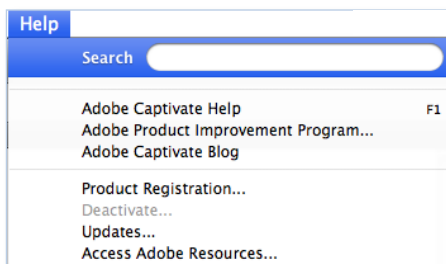 Help
Search
Adobe Captivate Help F1
Adobe Product Improvement Program...
Adobe Captivate Blog
Product Registration...
Deactivate...
Updates...
Access Adobe Resources...